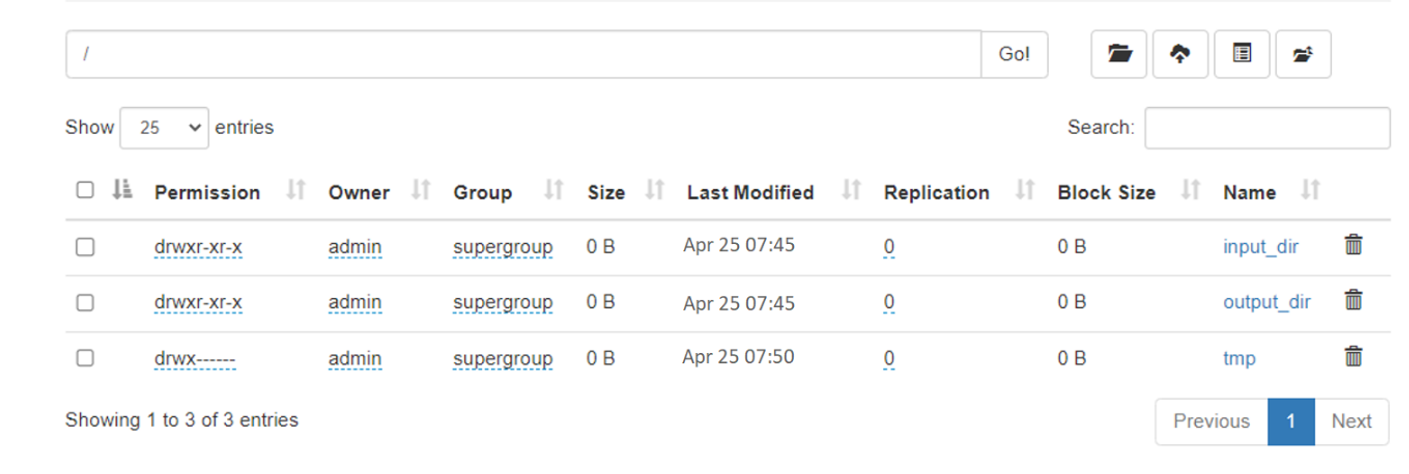 / Go!
Show 25 entries Search:
Permission Owner Group Size Last Modified Replication Block Size Name
drwxr-xr-x admin supergroup 0 B Apr 25 07:45 0 0 B input_dir
drwxr-xr-x admin supergroup 0 B Apr 25 07:45 0 0 B output_dir
drwx------ admin supergroup 0 B Apr 25 07:50 0 0 B tmp
Showing 1 to 3 of 3 entries Previous 1 Next